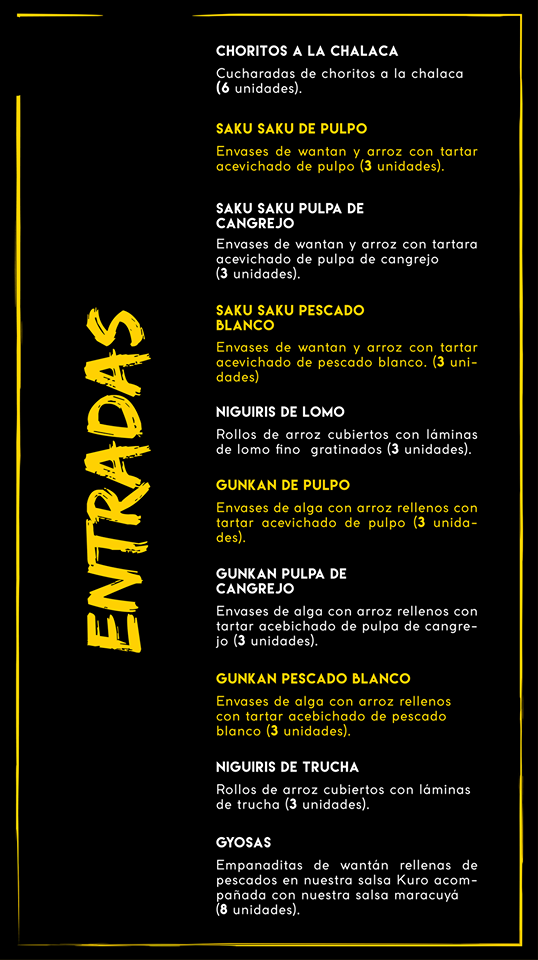 ENTRADAS
CHORITOS A LA CHALACA
Cucharadas de choritos a la chalaca
(6 unidades).
SAKU SAKU DE PULPO
Envases de wantan y arroz con tartar
acevichado de pulpo (3 unidades).
SAKU SAKU PULPA DE
CANGREJO
Envases de wantan y arroz con tartara
acevichado de pulpa de cangrejo
(3 unidades).
SAKU SAKU PESCADO
BLANCO
Envases de wantan y arroz con tartar
acevichado de pescado blanco. (3 uni-
dades)
NIGUIRIS DE LOMO
Rollos de arroz cubiertos con láminas
de lomo fino gratinados (3 unidades).
GUNKAN DE PULPO
Envases de alga con arroz rellenos con
tartar acevichado de pulpo (3 unida-
des).
GUNKAN PULPA DE
CANGREJO
Envases de alga con arroz rellenos con
tartar acebichado de pulpa de cangre-
jo (3 unidades).
GUNKAN PESCADO BLANCO
Envases de alga con arroz rellenos
con tartar acebichado de pescado
blanco (3 unidades).
NIGUIRIS DE TRUCHA
Rollos de arroz cubiertos con láminas
de trucha (3 unidades).
GYOSAS
Empanaditas de wantán rellenas de
pescados en nuestra salsa Kuro acom-
pañada con nuestra salsa maracuyá
(8 unidades).